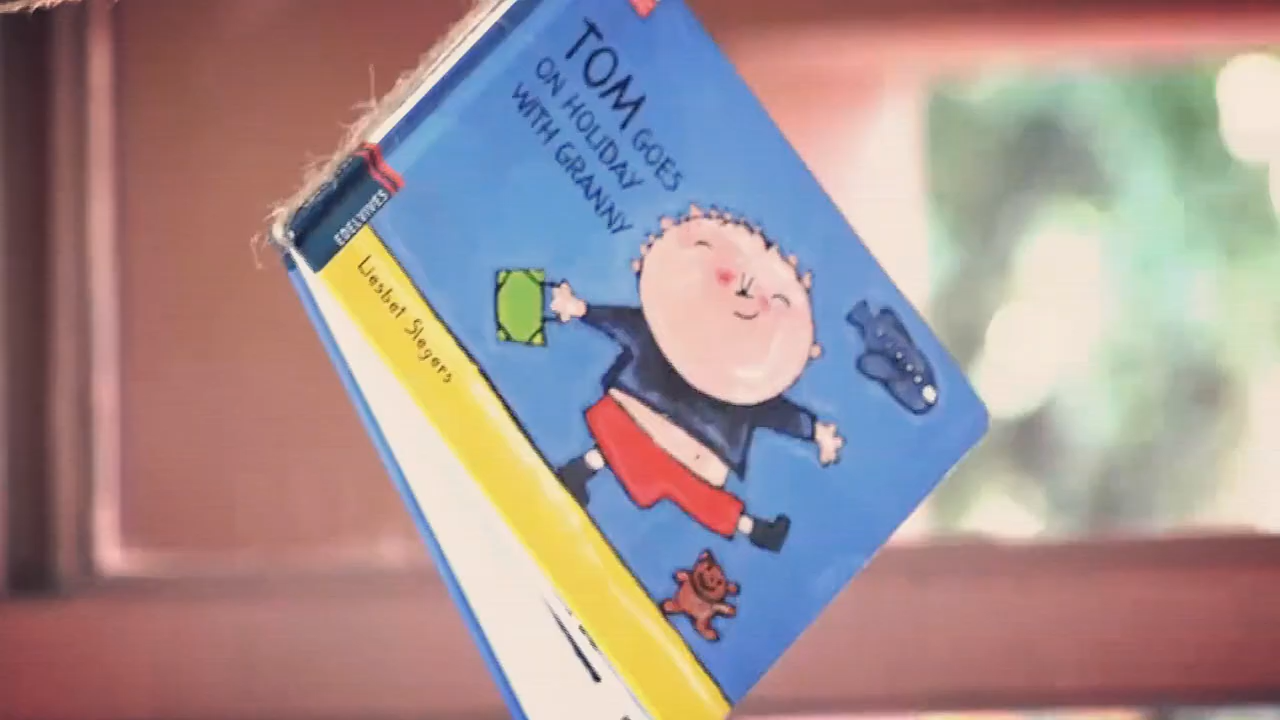 TOM GOES
ON HOLIDAY
WITH GRANNY
EDELVIVES
Liesbet Slegers